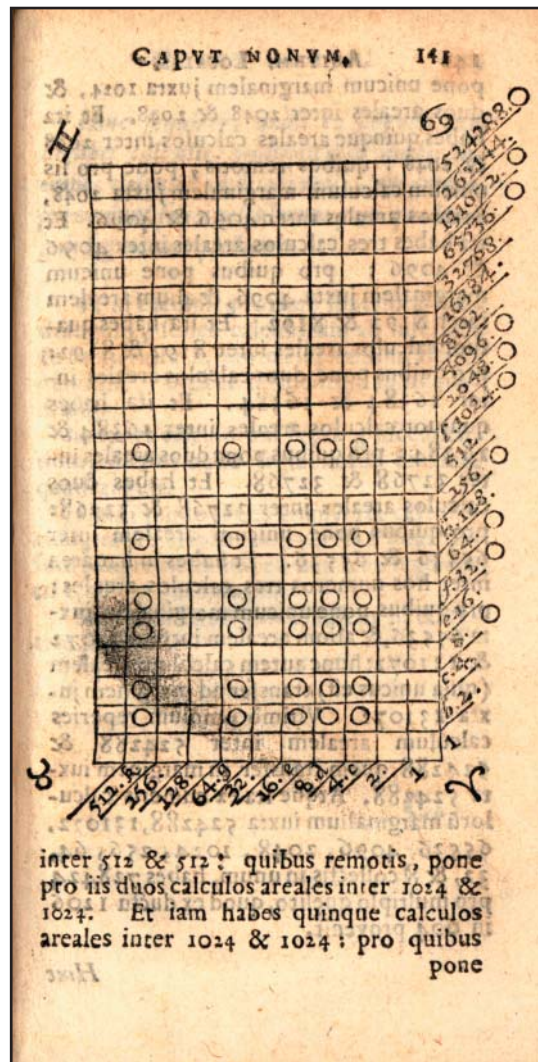 CAPVT NONVM. 141
II 69
524288.
262144.
131072.
65536.
32768.
16384.
8192.
4096.
2048.
1024.
512.
256
128.
64.
f. 32.
e. 16.
8.
c.
b. 2.
1
♉ 512. 256. 128 64. g 32. 16. e 8. d 4. c 2. 1 ♈
inter 512 & 512: quibus remotis, pone
pro iis duos calculos areales inter 1024 &
1024. Et iam habes quinque calculos
areales inter 1024 & 1024: pro quibus
pone